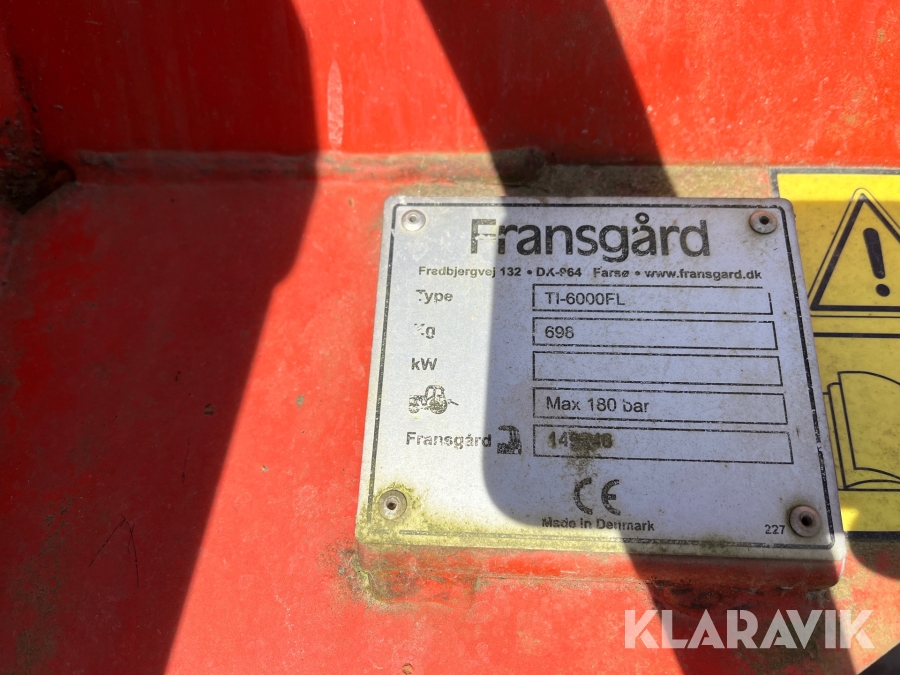 Fransgård
Fredbjergvej 132 • DK-964 Farsø • www.fransgard.dk
Type TI-6000FL
Kg 698
kW
Max 180 bar
Fransgård
CE
Made in Denmark
227
KLARAVIK